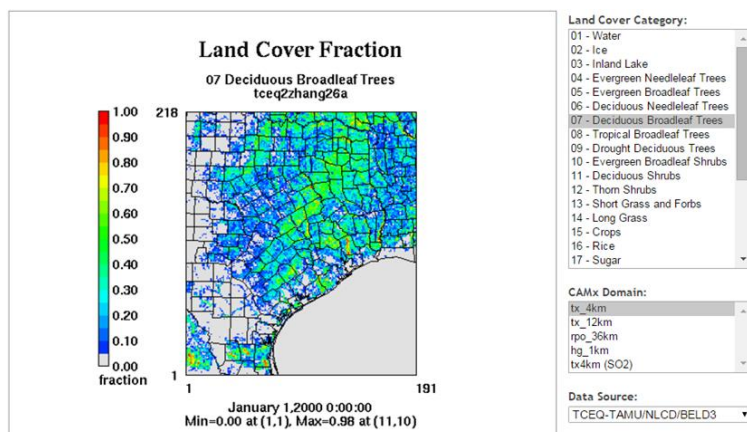 Land Cover Fraction
07 Deciduous Broadleaf Trees
tceq2zhang26a
1.00
0.90
0.80
0.70
0.60
0.50
0.40
0.30
0.20
0.10
0.00
fraction
218
1
1
191
January 1,2000 0:00:00
Min=0.00 at (1,1), Max=0.98 at (11,10)
Land Cover Category:
01 - Water
02 - Ice
03 - Inland Lake
04 - Evergreen Needleleaf Trees
05 - Evergreen Broadleaf Trees
06 - Deciduous Needleleaf Trees
07 - Deciduous Broadleaf Trees
08 - Tropical Broadleaf Trees
09 - Drought Deciduous Trees
10 - Evergreen Broadleaf Shrubs
11 - Deciduous Shrubs
12 - Thorn Shrubs
13 - Short Grass and Forbs
14 - Long Grass
15 - Crops
16 - Rice
17 - Sugar
CAMx Domain:
tx_4km
tx_12km
rpo_36km
hg_1km
tx4km (SO2)
Data Source:
TCEQ-TAMU/NLCD/BELD3